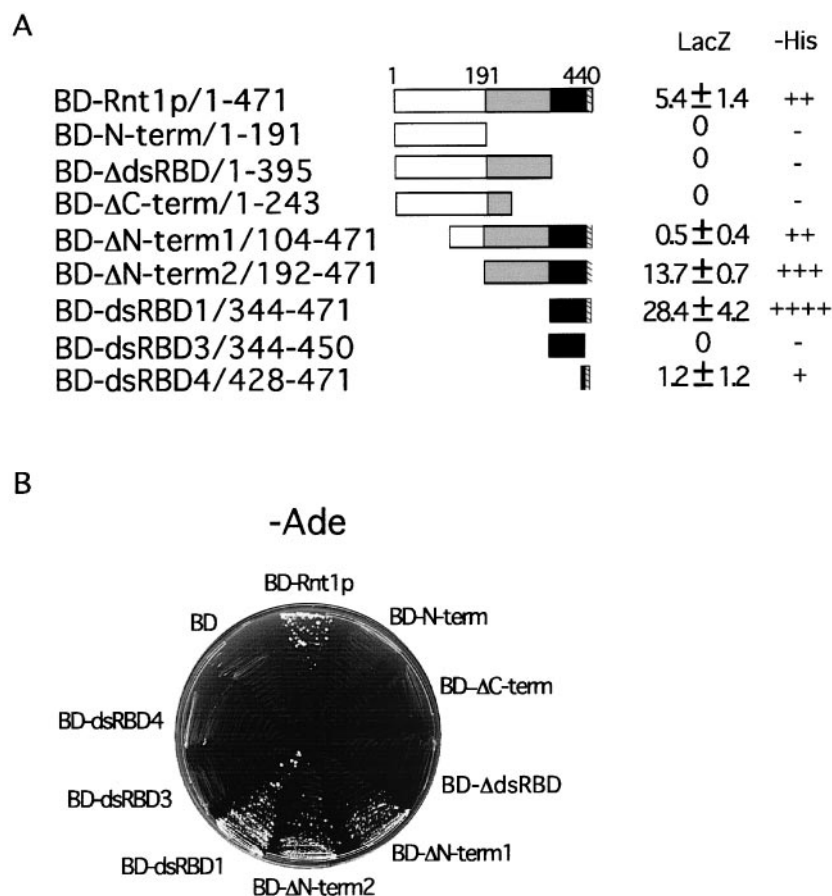 A
LacZ -His
1 191 440
BD-Rnt1p/1-471 5.4±1.4 ++
BD-N-term/1-191 0 -
BD-ΔdsRBD/1-395 0 -
BD-ΔC-term/1-243 0 -
BD-ΔN-term1/104-471 0.5±0.4 ++
BD-ΔN-term2/192-471 13.7±0.7 +++
BD-dsRBD1/344-471 28.4±4.2 ++++
BD-dsRBD3/344-450 0 -
BD-dsRBD4/428-471 1.2±1.2 +
B
-Ade
BD-Rnt1p
BD BD-N-term
BD-ΔC-term
BD-dsRBD4
BD-ΔdsRBD
BD-dsRBD3
BD-ΔN-term1
BD-dsRBD1
BD-ΔN-term2